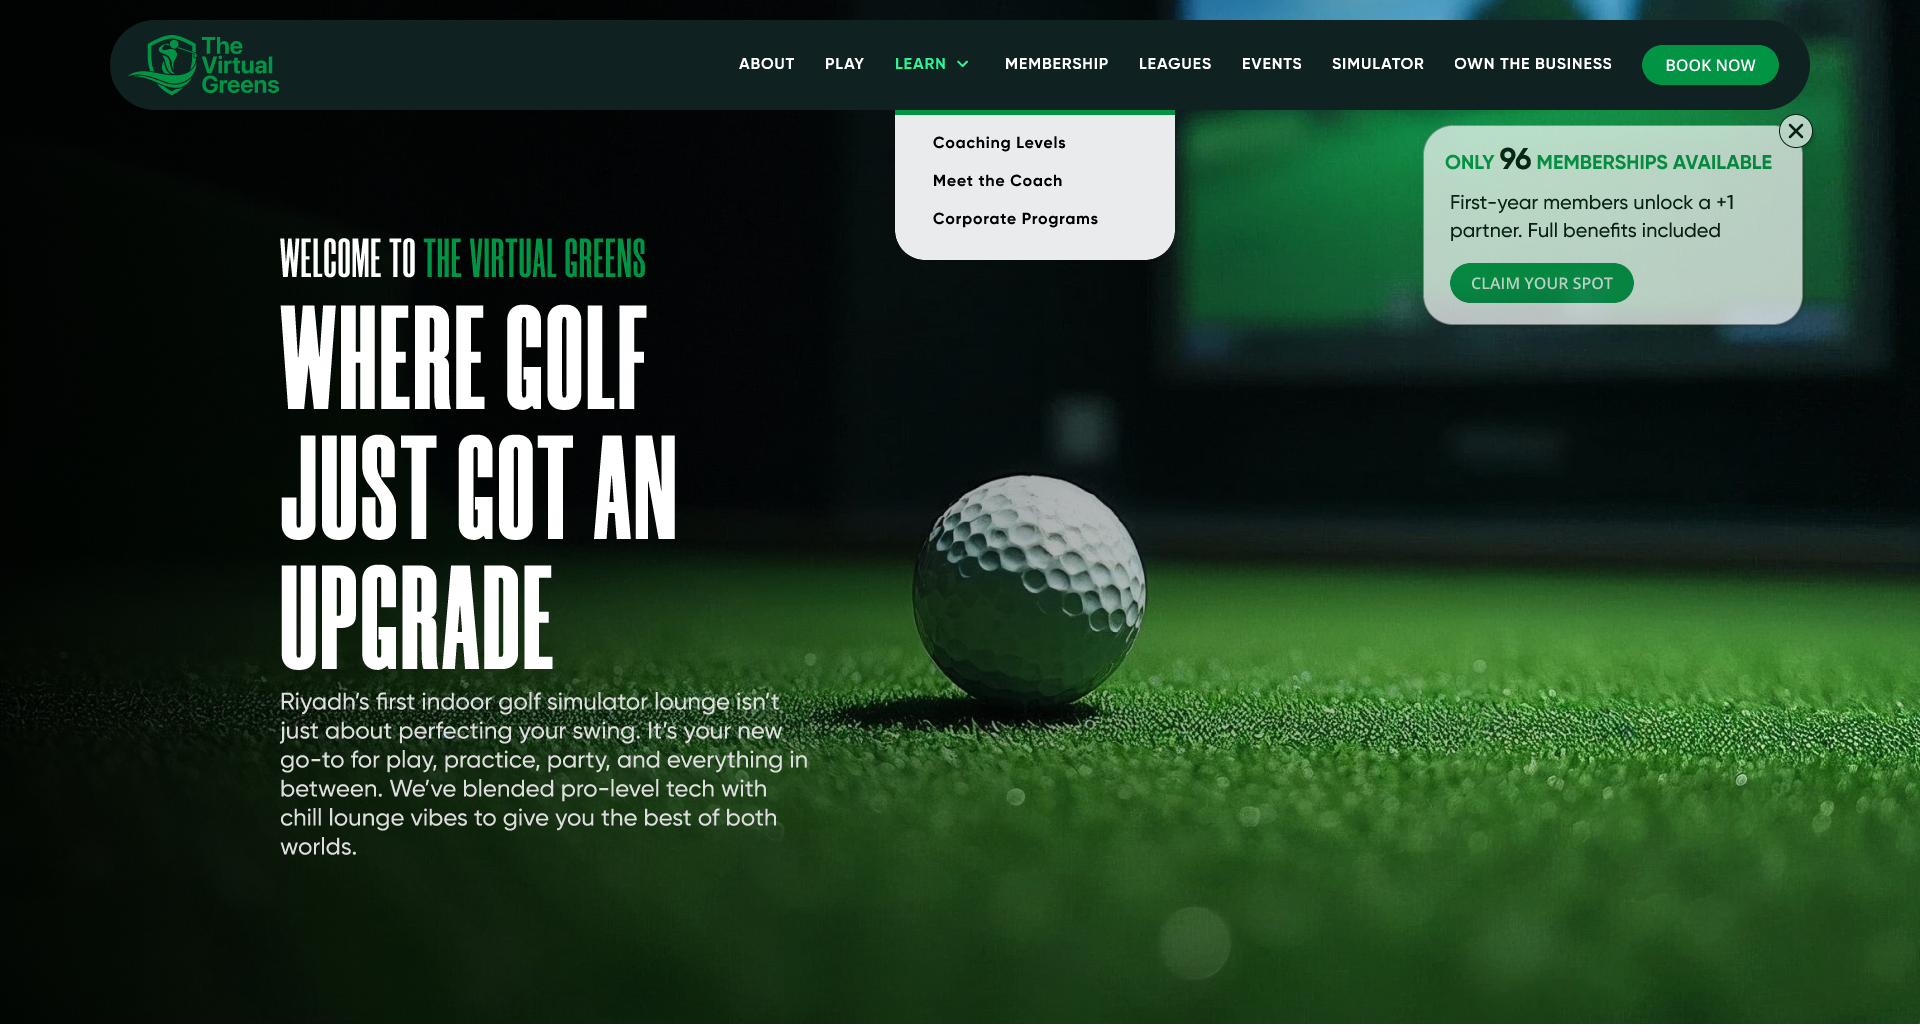 The
Virtual
Greens
ABOUT PLAY LEARN MEMBERSHIP LEAGUES EVENTS SIMULATOR OWN THE BUSINESS BOOK NOW
Coaching Levels
Meet the Coach
Corporate Programs
ONLY 96 MEMBERSHIPS AVAILABLE
First-year members unlock a +1
partner. Full benefits included
CLAIM YOUR SPOT
WELCOME TO THE VIRTUAL GREENS
WHERE GOLF
JUST GOT AN
UPGRADE
Riyadh’s first indoor golf simulator lounge isn’t
just about perfecting your swing. It’s your new
go-to for play, practice, party, and everything in
between. We’ve blended pro-level tech with
chill lounge vibes to give you the best of both
worlds.